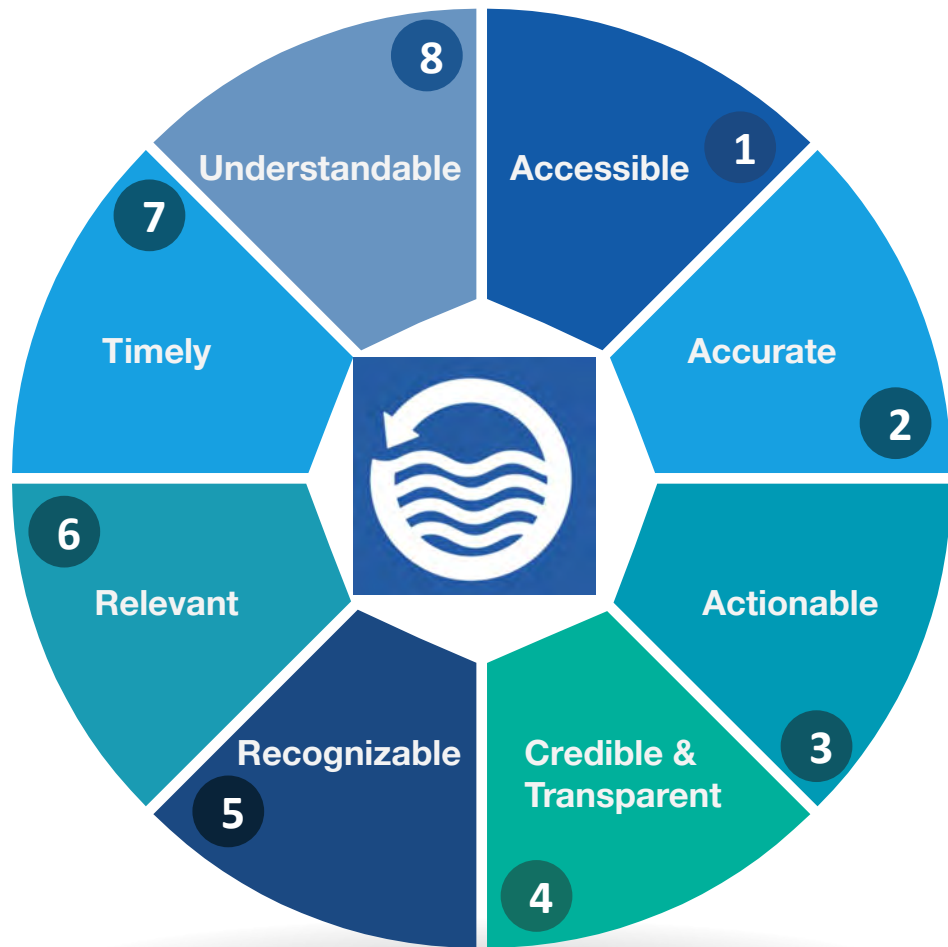 1
Accessible
2
Accurate
3
Actionable
4
Credible &
Transparent
5
Recognizable
6
Relevant
7
Timely
8
Understandable